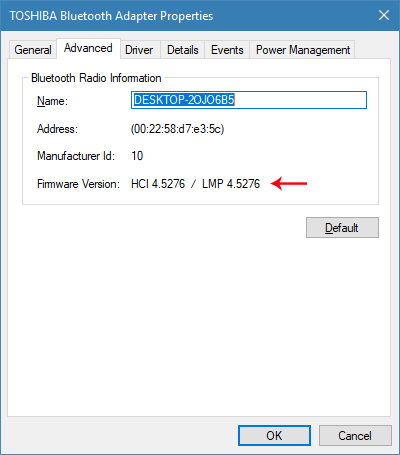 TOSHIBA Bluetooth Adapter Properties
General Advanced Driver Details Events Power Management
Bluetooth Radio Information
Name: DESKTOP-2OJO6B5
Address: (00:22:58:d7:e3:5c)
Manufacturer Id: 10
Firmware Version: HCI 4.5276 / LMP 4.5276
Default
OK Cancel